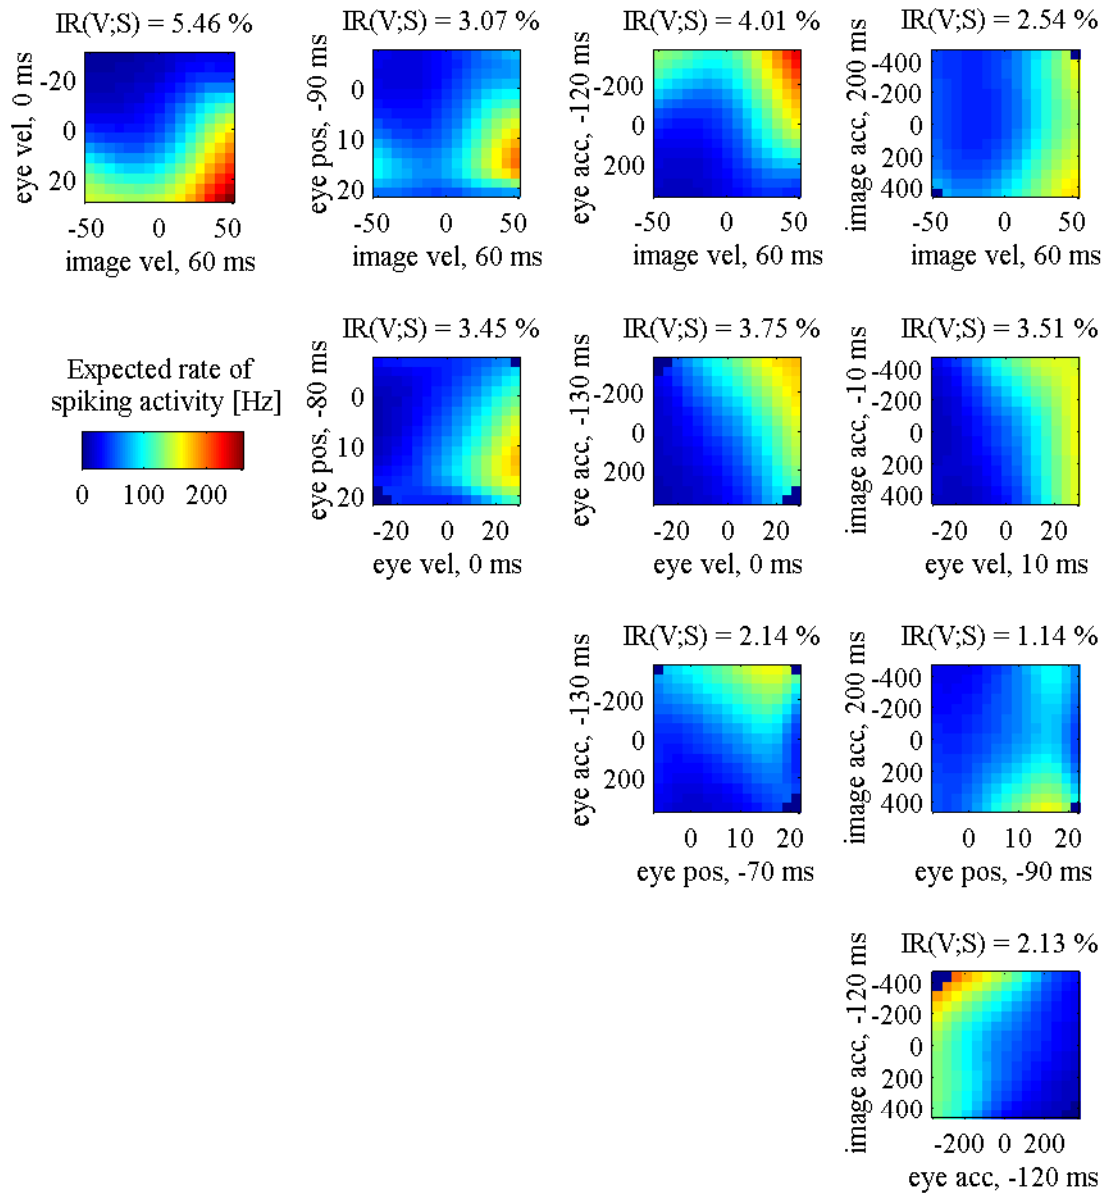 IR(V;S) = 5.46 %
eye vel, 0 ms
-20
0
20
-50 0 50
image vel, 60 ms
IR(V;S) = 3.07 %
eye pos, -90 ms
0
10
20
-50 0 50
image vel, 60 ms
IR(V;S) = 4.01 %
eye acc, -120 ms
-200
0
200
-50 0 50
image vel, 60 ms
IR(V;S) = 2.54 %
image acc, 200 ms
-400
-200
0
200
400
-50 0 50
image vel, 60 ms
Expected rate of
spiking activity [Hz]
0 100 200
IR(V;S) = 3.45 %
eye pos, -80 ms
0
10
20
-20 0 20
eye vel, 0 ms
IR(V;S) = 3.75 %
eye acc, -130 ms
-200
0
200
-20 0 20
eye vel, 0 ms
IR(V;S) = 3.51 %
image acc, -10 ms
-400
-200
0
200
400
-20 0 20
eye vel, 10 ms
IR(V;S) = 2.14 %
eye acc, -130 ms
-200
0
200
0 10 20
eye pos, -70 ms
IR(V;S) = 1.14 %
image acc, 200 ms
-400
-200
0
200
400
0 10 20
eye pos, -90 ms
IR(V;S) = 2.13 %
image acc, -120 ms
-400
-200
0
200
400
-200 0 200
eye acc, -120 ms